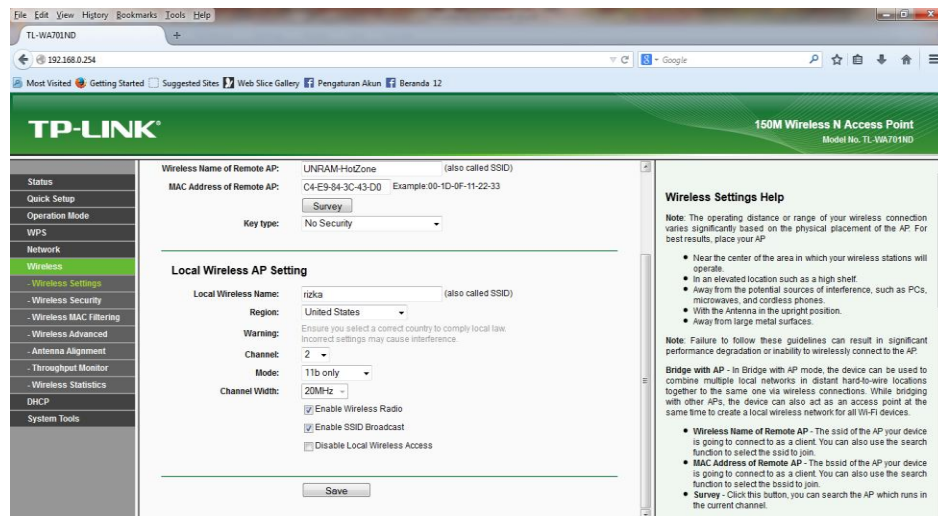 File Edit View History Bookmarks Tools Help
TL-WA701ND
192.168.0.254
Google
Most Visited Getting Started Suggested Sites Web Slice Gallery Pengaturan Akun Beranda 12
TP-LINK®
150M Wireless N Access Point
Model No. TL-WA701ND
Status
Quick Setup
Operation Mode
WPS
Network
Wireless
- Wireless Settings
- Wireless Security
- Wireless MAC Filtering
- Wireless Advanced
- Antenna Alignment
- Throughput Monitor
- Wireless Statistics
DHCP
System Tools
Wireless Name of Remote AP: UNRAM-HotZone (also called SSID)
MAC Address of Remote AP: C4-E9-84-3C-43-D0 Example:00-1D-0F-11-22-33
Survey
Key type: No Security
Local Wireless AP Setting
Local Wireless Name: rizka (also called SSID)
Region: United States
Warning: Ensure you select a correct country to comply local law.
Incorrect settings may cause interference.
Channel: 2
Mode: 11b only
Channel Width: 20MHz
Enable Wireless Radio
Enable SSID Broadcast
Disable Local Wireless Access
Save
Wireless Settings Help
Note: The operating distance or range of your wireless connection
varies significantly based on the physical placement of the AP. For
best results, place your AP
Near the center of the area in which your wireless stations will
operate.
In an elevated location such as a high shelf.
Away from the potential sources of interference, such as PCs,
microwaves, and cordless phones.
With the Antenna in the upright position.
Away from large metal surfaces.
Note: Failure to follow these guidelines can result in significant
performance degradation or inability to wirelessly connect to the AP.
Bridge with AP - In Bridge with AP mode, the device can be used to
combine multiple local networks in distant hard-to-wire locations
together to the same one via wireless connections. While bridging
with other APs, the device can also act as an access point at the
same time to create a local wireless network for all Wi-Fi devices.
Wireless Name of Remote AP - The ssid of the AP your device
is going to connect to as a client. You can also use the search
function to select the ssid to join.
MAC Address of Remote AP - The bssid of the AP your device
is going to connect to as a client. You can also use the search
function to select the bssid to join.
Survey - Click this button, you can search the AP which runs in
the current channel.